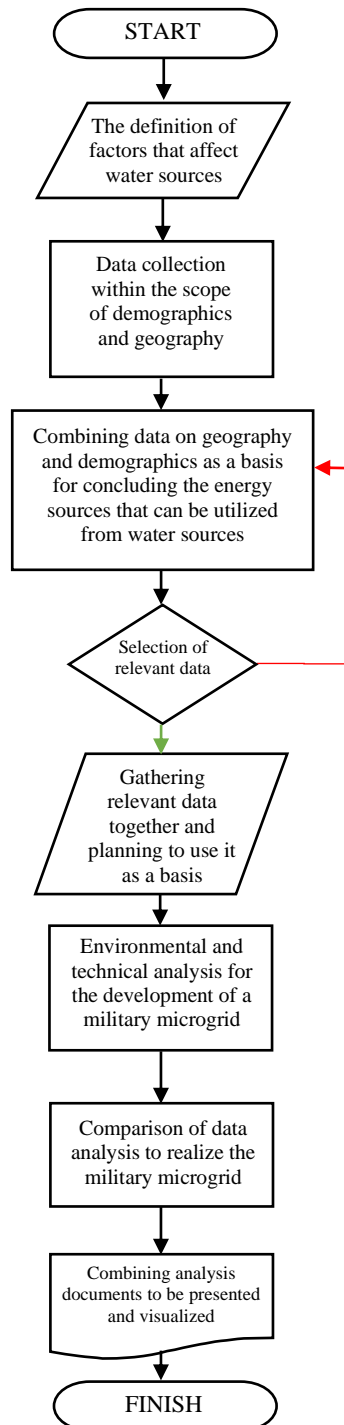 START
The definition of
factors that affect
water sources
Data collection
within the scope
of demographics
and geography
Combining data on geography
and demographics as a basis
for concluding the energy
sources that can be utilized
from water sources
Selection of
relevant data
Gathering
relevant data
together and
planning to use it
as a basis
Environmental and
technical analysis for
the development of a
military microgrid
Comparison of data
analysis to realize the
military microgrid
Combining analysis
documents to be presented
and visualized
FINISH